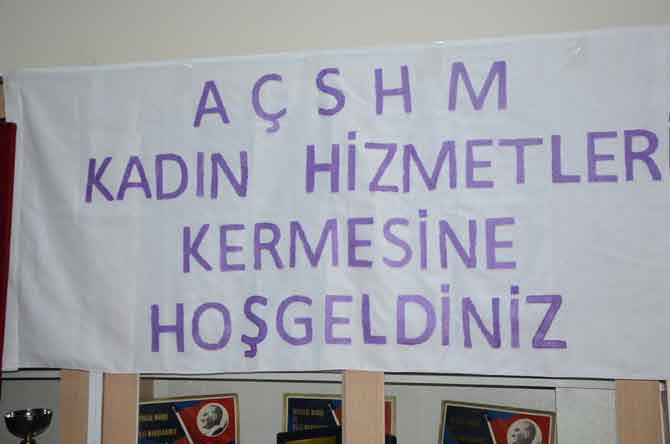 AÇSHM
KADIN HİZMETLER
KERMESİNE
HOŞGELDİNİZ